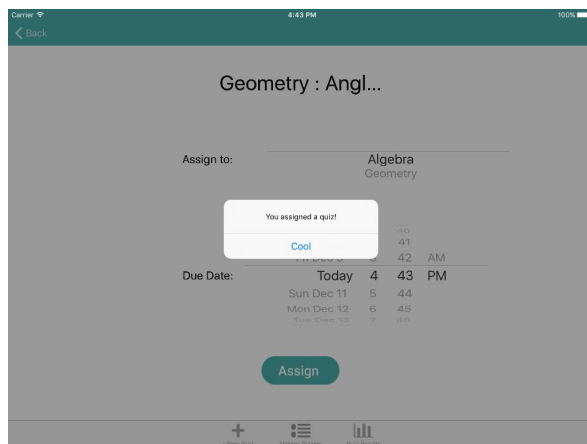 Carrier 4:43 PM 100%
Back
Geometry : Angl...
Assign to: Algebra
Geometry
You assigned a quiz!
Cool
41
42 AM
Due Date: Today 4 43 PM
Sun Dec 11 5 44
Mon Dec 12 6 45
Assign